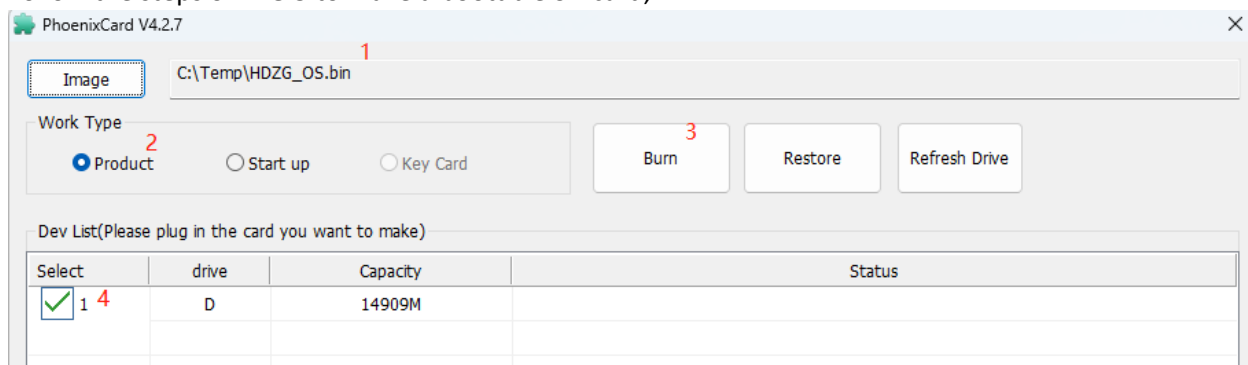 PhoenixCard V4.2.7
1
Image C:\Temp\HDZG_OS.bin
Work Type
2 3
Product Start up Key Card Burn Restore Refresh Drive
Dev List(Please plug in the card you want to make)
Select drive Capacity Status
1 4 D 14909M